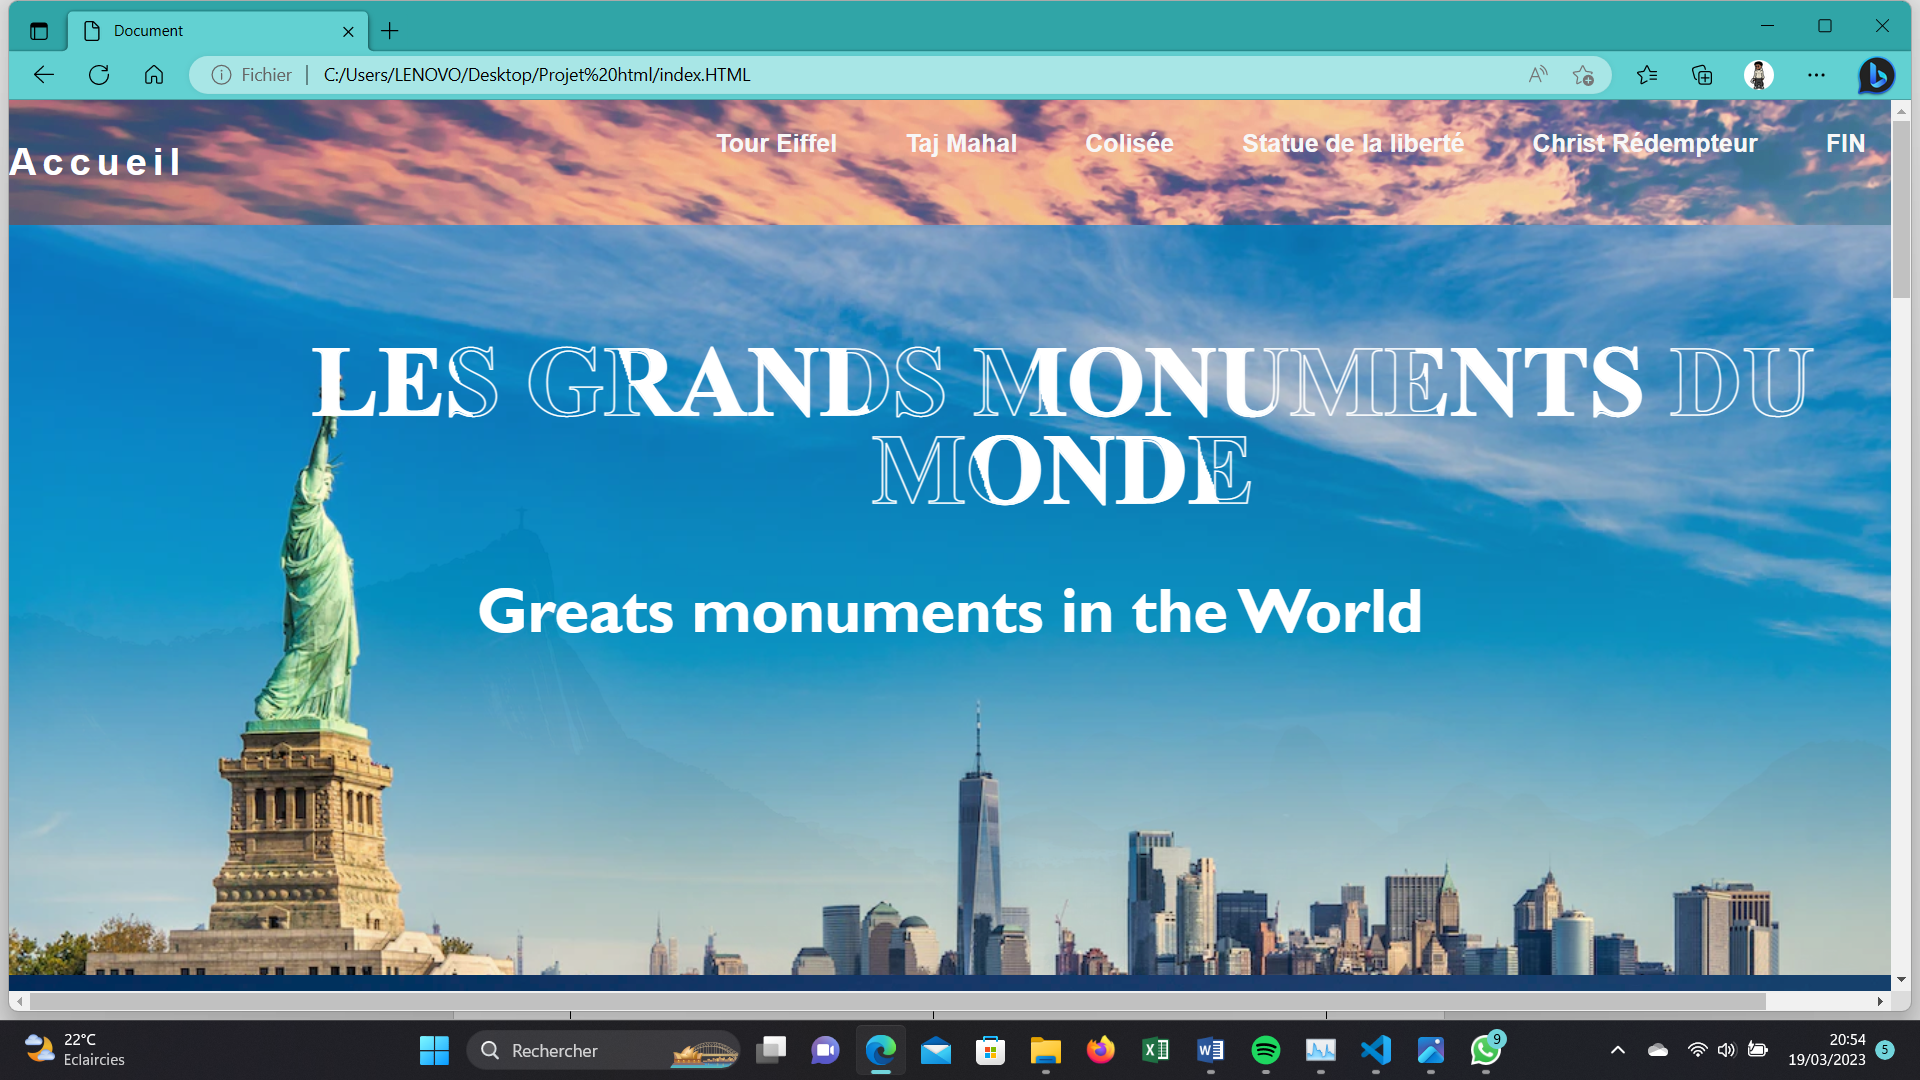 Document
Fichier | C:/Users/LENOVO/Desktop/Projet%20html/index.HTML
Accueil
Tour Eiffel Taj Mahal Colisée Statue de la liberté Christ Rédempteur FIN
LES GRANDS MONUMENTS DU
MONDE
Greats monuments in the World
22°C
Eclaircies
Rechercher
9
20:54
19/03/2023
5